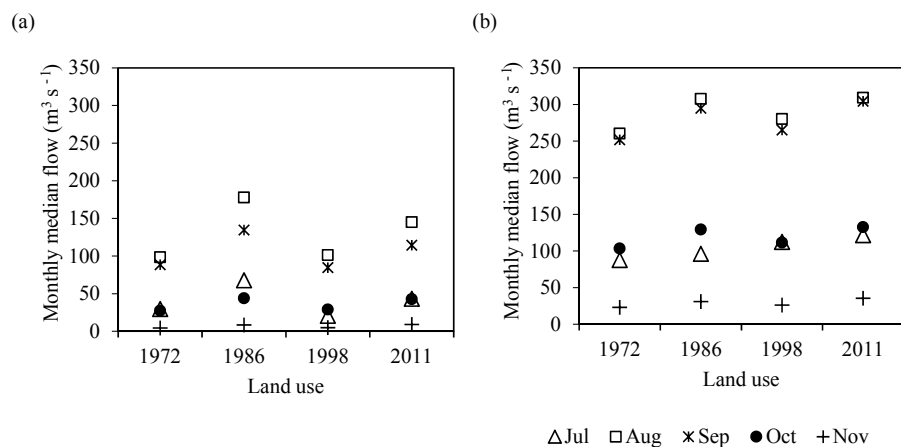 (a)
Monthly median flow (m³ s⁻¹)
350
300
250
200
150
100
50
0
1972 1986 1998 2011
Land use
(b)
Monthly median flow (m³ s⁻¹)
350
300
250
200
150
100
50
0
1972 1986 1998 2011
Land use
Jul Aug Sep Oct Nov